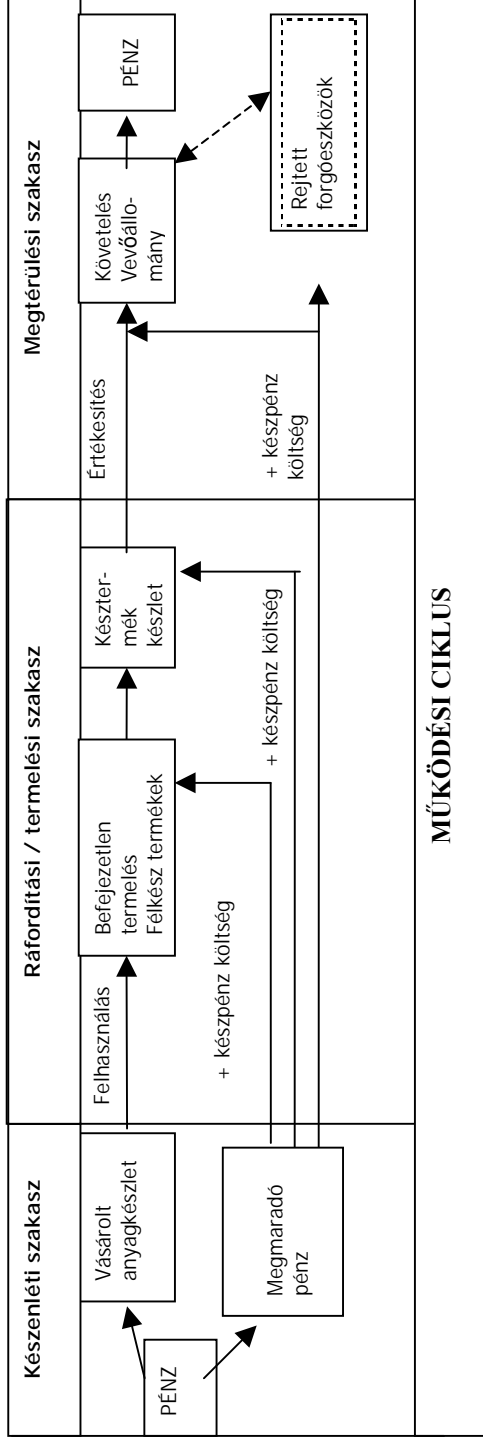 Készenléti szakasz
Ráfordítási / termelési szakasz
Megtérülési szakasz
PÉNZ
Vásárolt
anyagkészlet
Megmaradó
pénz
Felhasználás
+ készpénz költség
Befejezetlen
termelés
Félkész termékek
+ készpénz költség
Készter-
mék
készlet
Értékesítés
+ készpénz
költség
Követelés
Vevőállo-
mány
PÉNZ
Rejtett
forgóeszközök
MŰKÖDÉSI CIKLUS